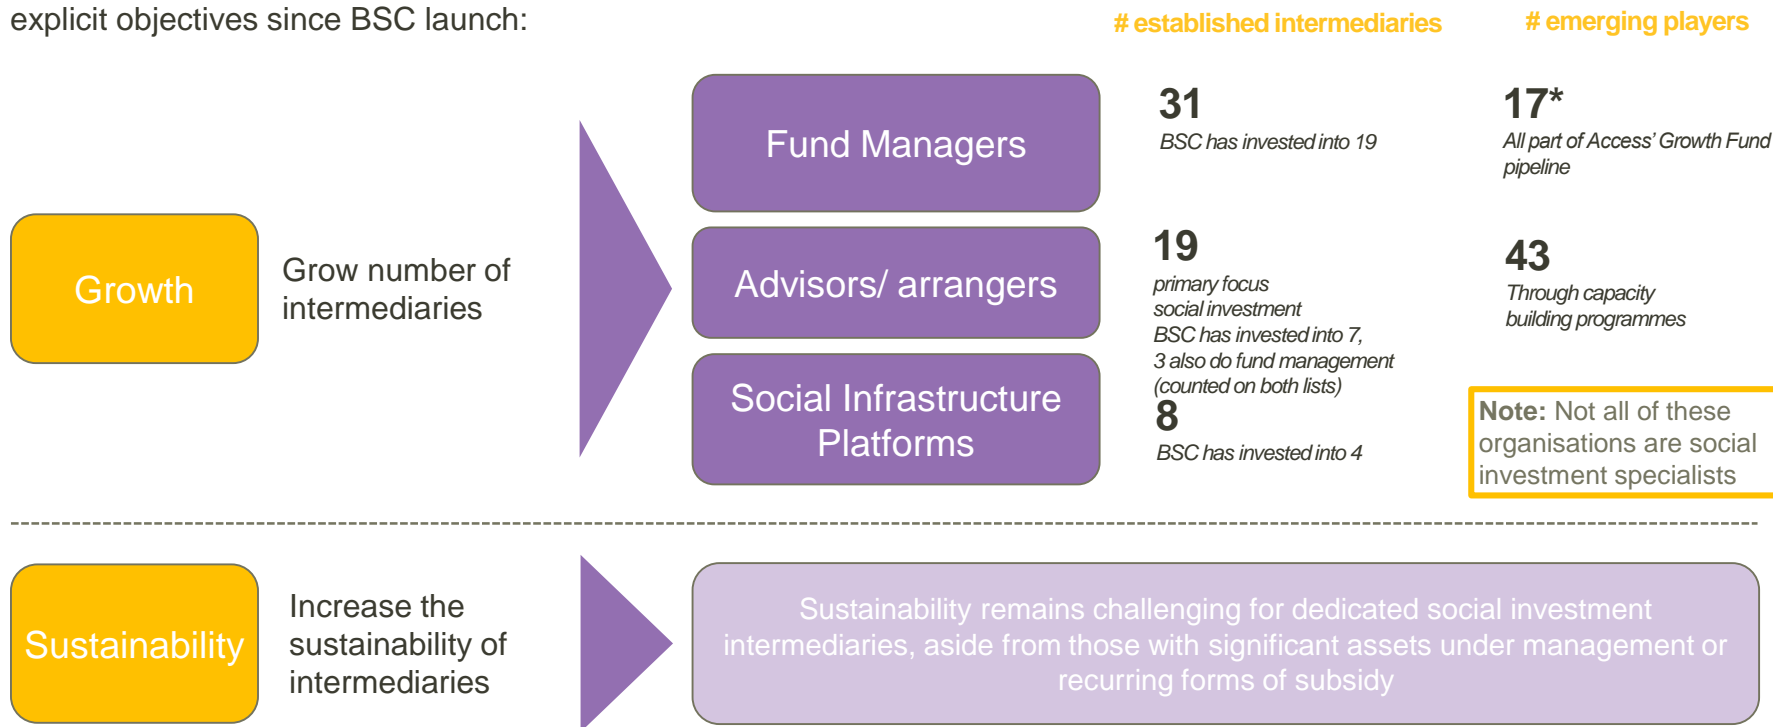 explicit objectives since BSC launch:
# established intermediaries
# emerging players
Growth
Grow number of
intermediaries
Fund Managers
31
BSC has invested into 19
17*
All part of Access' Growth Fund
pipeline
Advisors/ arrangers
19
primary focus
social investment
BSC has invested into 7,
3 also do fund management
(counted on both lists)
43
Through capacity
building programmes
Social Infrastructure
Platforms
8
BSC has invested into 4
Note: Not all of these
organisations are social
investment specialists
Sustainability
Increase the
sustainability of
intermediaries
Sustainability remains challenging for dedicated social investment
intermediaries, aside from those with significant assets under management or
recurring forms of subsidy